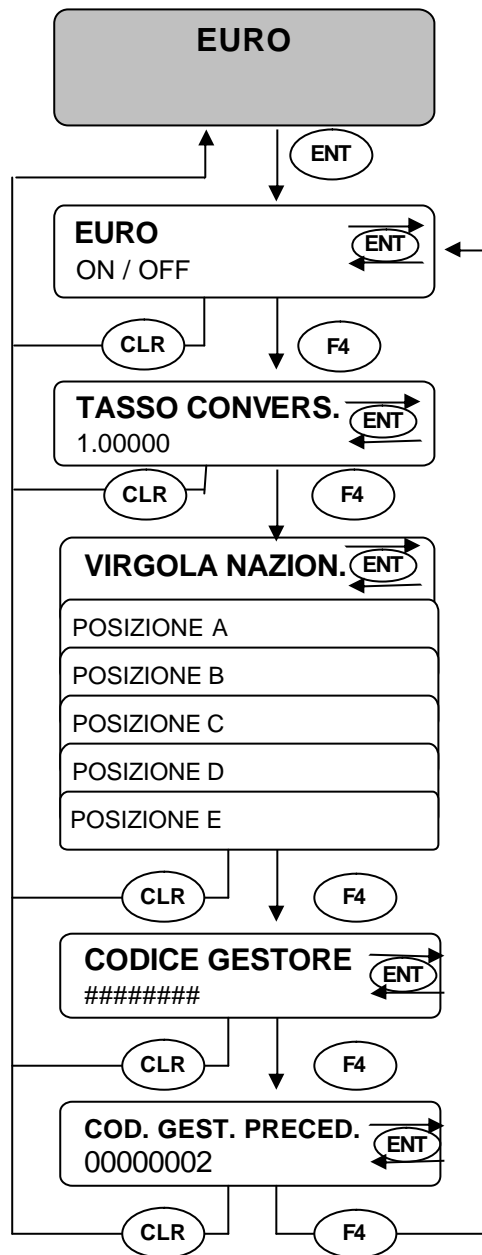 EURO
ENT
EURO
ENT
ON / OFF
CLR
F4
TASSO CONVERS.
ENT
1.00000
CLR
F4
VIRGOLA NAZION.
ENT
POSIZIONE A
POSIZIONE B
POSIZIONE C
POSIZIONE D
POSIZIONE E
CLR
F4
CODICE GESTORE
ENT
########
CLR
F4
COD. GEST. PRECED.
ENT
00000002
CLR
F4